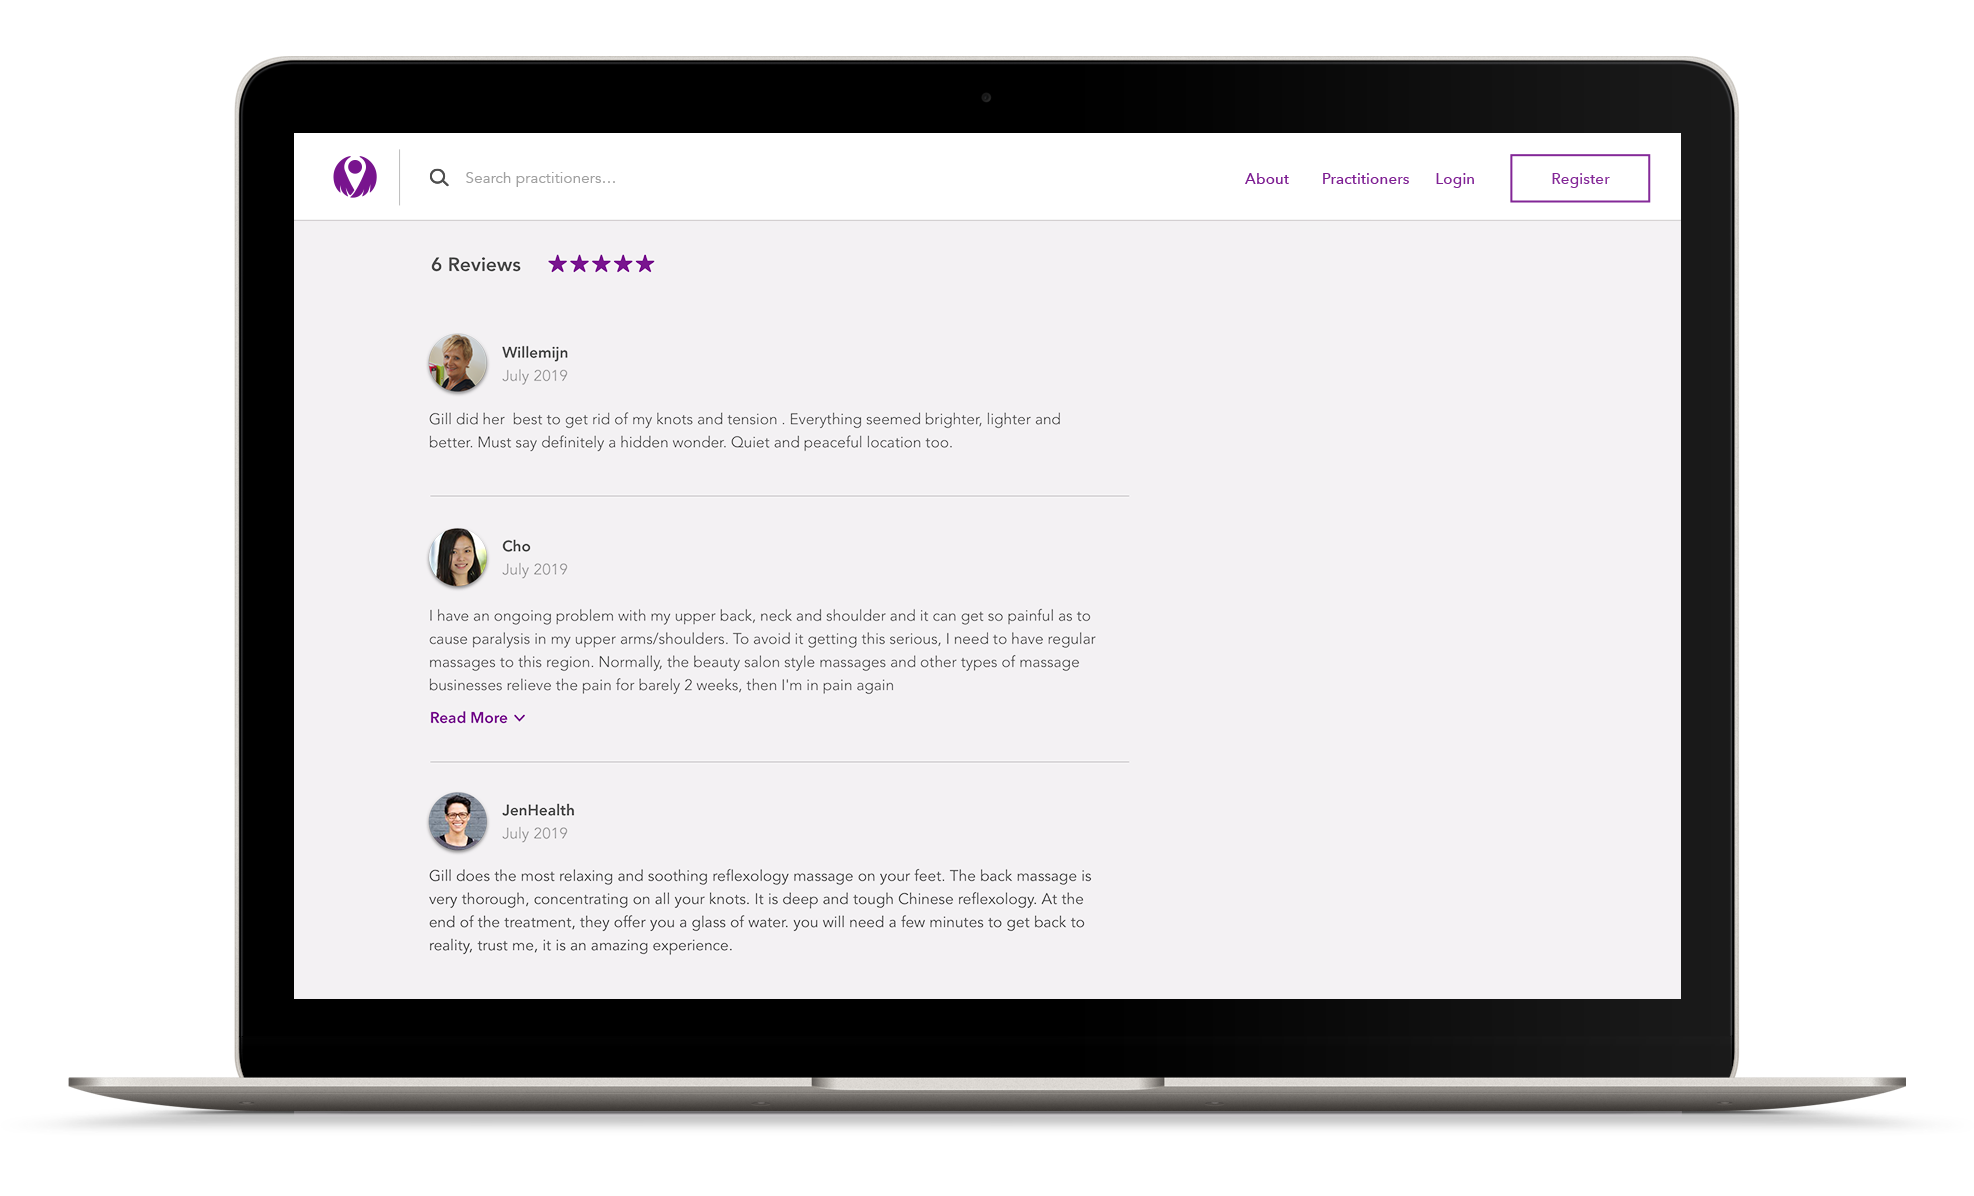 Search practitioners...
About Practitioners Login Register
6 Reviews
Willemijn
July 2019
Gill did her  best to get rid of my knots and tension . Everything seemed brighter, lighter and
better. Must say definitely a hidden wonder. Quiet and peaceful location too.
Cho
July 2019
I have an ongoing problem with my upper back, neck and shoulder and it can get so painful as to
cause paralysis in my upper arms/shoulders. To avoid it getting this serious, I need to have regular
massages to this region. Normally, the beauty salon style massages and other types of massage
businesses relieve the pain for barely 2 weeks, then I'm in pain again
Read More
JenHealth
July 2019
Gill does the most relaxing and soothing reflexology massage on your feet. The back massage is
very thorough, concentrating on all your knots. It is deep and tough Chinese reflexology. At the
end of the treatment, they offer you a glass of water. you will need a few minutes to get back to
reality, trust me, it is an amazing experience.